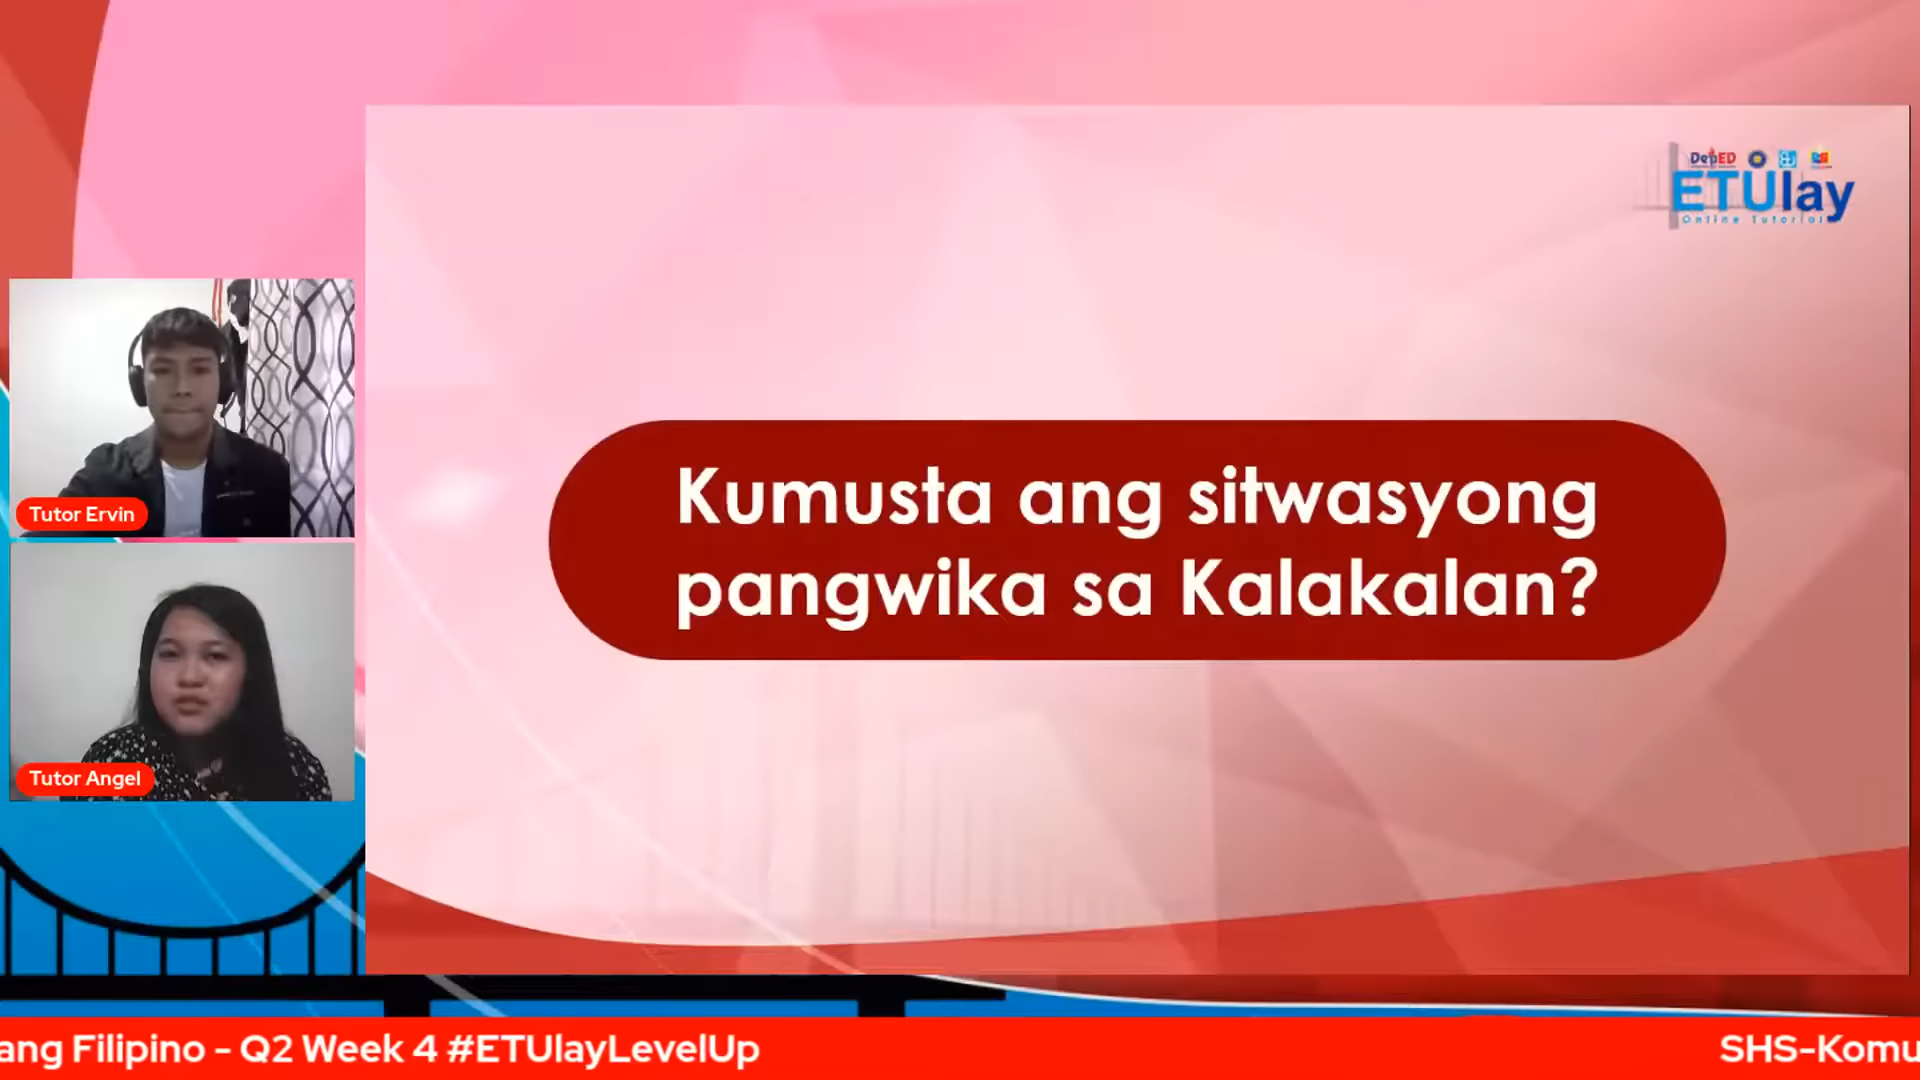 DepED
ETUlay
Online Tutorial
Tutor Ervin
Tutor Angel
Kumusta ang sitwasyong
pangwika sa Kalakalan?
ang Filipino - Q2 Week 4 #ETUlayLevelUp
SHS-Komu